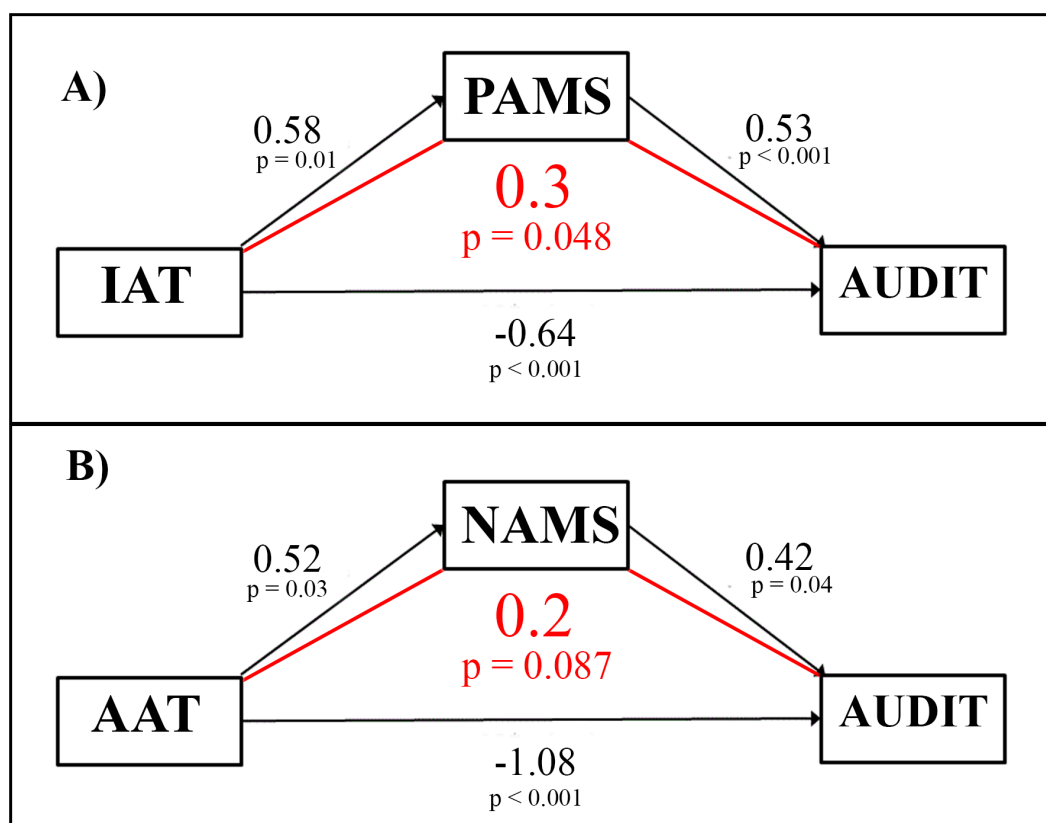 A)
PAMS
0.58
p = 0.01
0.53
p < 0.001
0.3
p = 0.048
IAT
AUDIT
-0.64
p < 0.001
B)
NAMS
0.52
p = 0.03
0.42
p = 0.04
0.2
p = 0.087
AAT
AUDIT
-1.08
p < 0.001